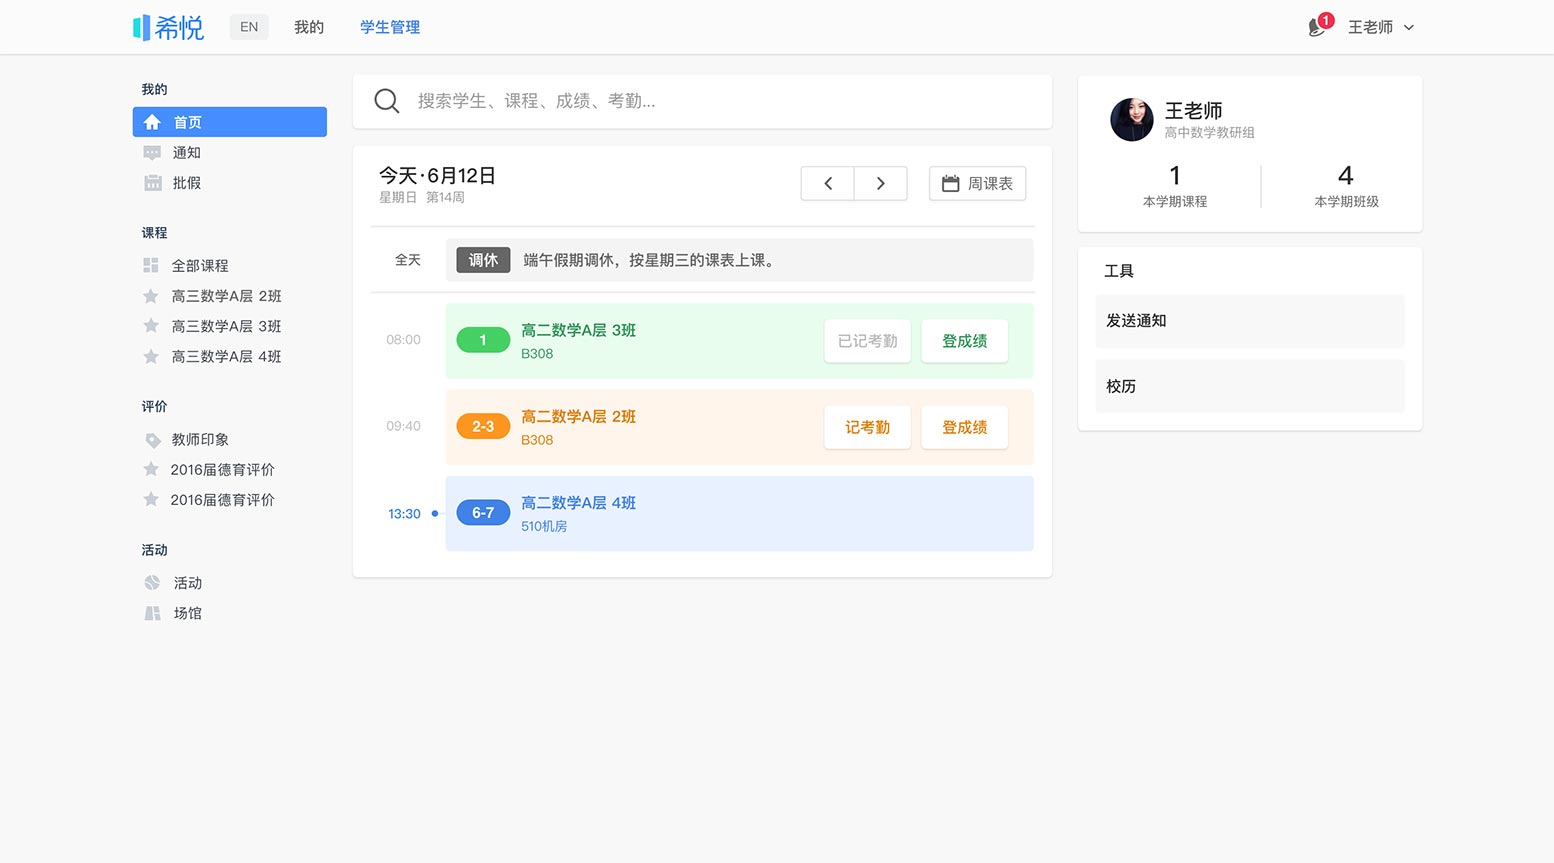 希悦
EN
我的
学生管理
1
王老师
我的
首页
通知
批假
课程
全部课程
高三数学A层 2班
高三数学A层 3班
高三数学A层 4班
评价
教师印象
2016届德育评价
2016届德育评价
活动
活动
场馆
搜索学生、课程、成绩、考勤...
今天·6月12日
星期日 第14周
周课表
全天
调休
端午假期调休，按星期三的课表上课。
08:00
1
高二数学A层 3班
B308
已记考勤
登成绩
09:40
2-3
高二数学A层 2班
B308
记考勤
登成绩
13:30
6-7
高二数学A层 4班
510机房
王老师
高中数学教研组
1
本学期课程
4
本学期班级
工具
发送通知
校历